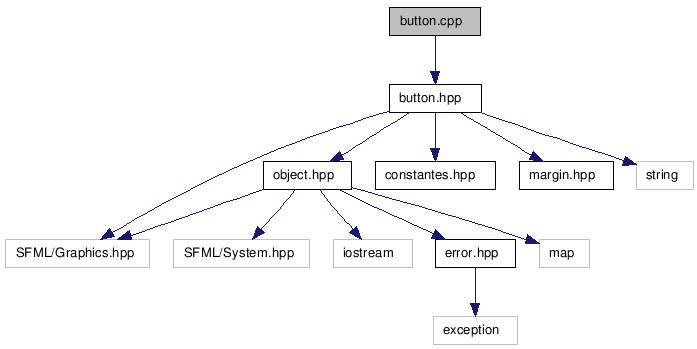 button.cpp
button.hpp
object.hpp
constantes.hpp
margin.hpp
string
SFML/Graphics.hpp
SFML/System.hpp
iostream
error.hpp
map
exception